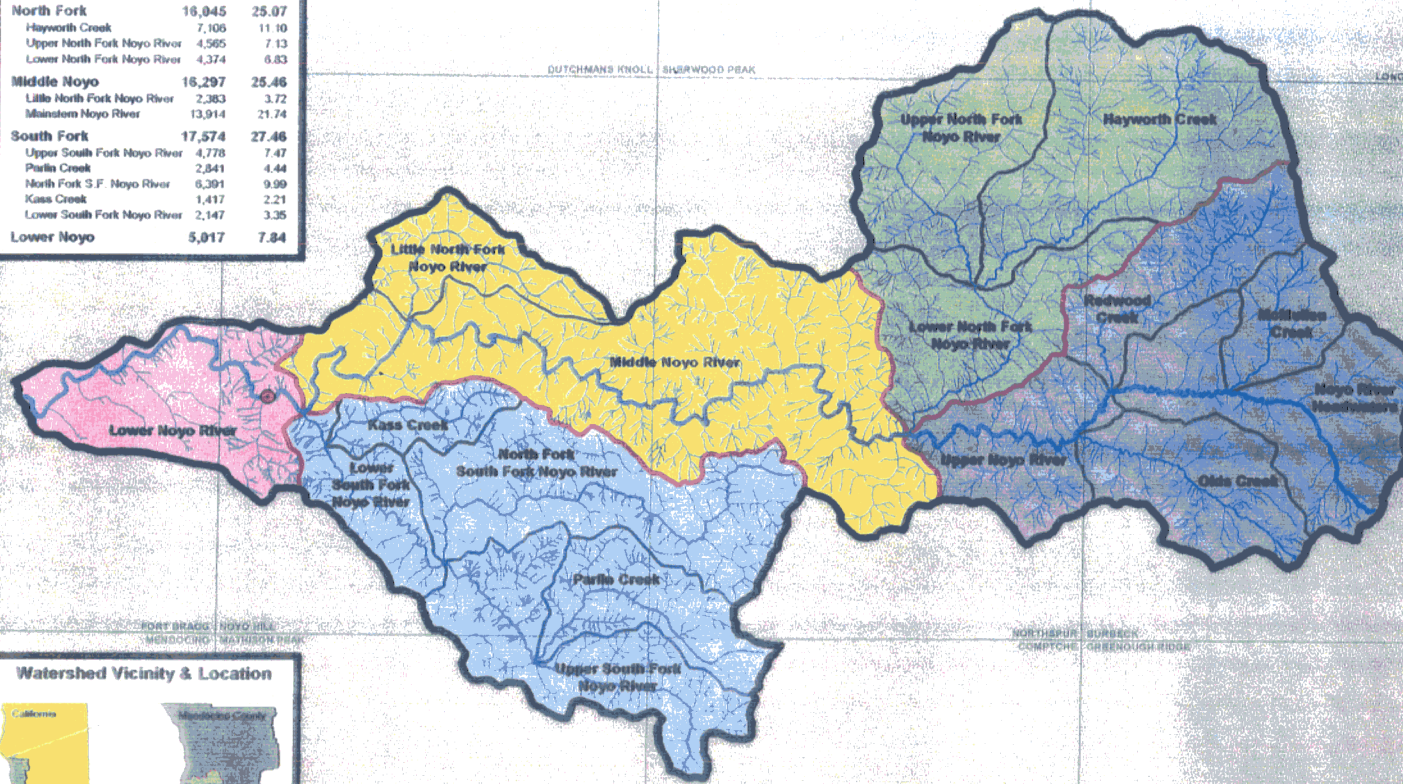 North Fork 16,045 25.07
Hayworth Creek 7,106 11.10
Upper North Fork Noyo River 4,565 7.13
Lower North Fork Noyo River 4,374 6.83
Middle Noyo 16,297 25.46
Little North Fork Noyo River 2,383 3.72
Mainstem Noyo River 13,914 21.74
South Fork 17,574 27.46
Upper South Fork Noyo River 4,778 7.47
Parlin Creek 2,841 4.44
North Fork S.F. Noyo River 6,391 9.99
Kass Creek 1,417 2.21
Lower South Fork Noyo River 2,147 3.35
Lower Noyo 5,017 7.84
DUTCHMANS KNOLL SHERWOOD PEAK
LONG
Upper North Fork
Noyo River
Hayworth Creek
Little North Fork
Noyo River
Lower North Fork
Noyo River
Redwood
Creek
McMullen
Creek
Middle Noyo River
Noyo River
Headwaters
Lower Noyo River
Kass Creek
North Fork
South Fork Noyo River
Lower
South Fork
Noyo River
Upper Noyo River
Olds Creek
Parlin Creek
Upper South Fork
Noyo River
FORT BRAGG NOYO HILL
MENDOCINO MATHISON PEAK
NORTHSPUR BURBECK
COMPTCHE GREENOUGH RIDGE
Watershed Vicinity & Location
California
Mendocino County